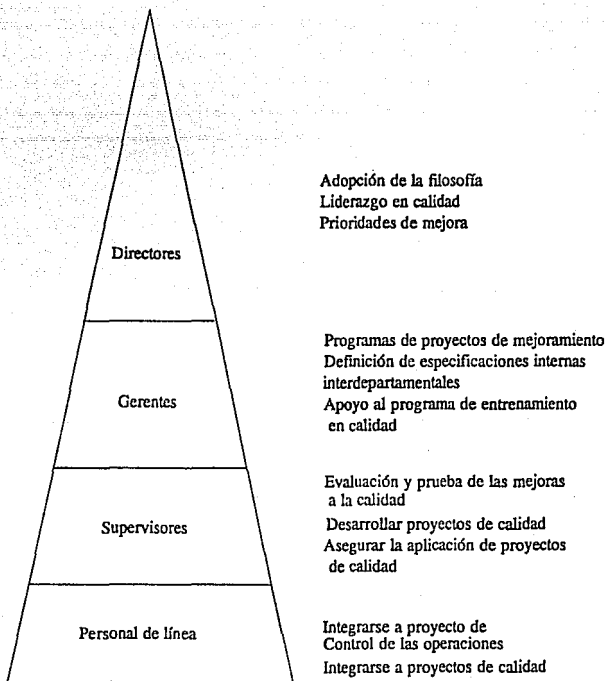 Adopción de la filosofía
Liderazgo en calidad
Prioridades de mejora
Directores
Programas de proyectos de mejoramiento
Definición de especificaciones internas
interdepartamentales
Apoyo al programa de entrenamiento
en calidad
Gerentes
Evaluación y prueba de las mejoras
a la calidad
Desarrollar proyectos de calidad
Asegurar la aplicación de proyectos
de calidad
Supervisores
Personal de línea
Integrarse a proyecto de
Control de las operaciones
Integrarse a proyectos de calidad